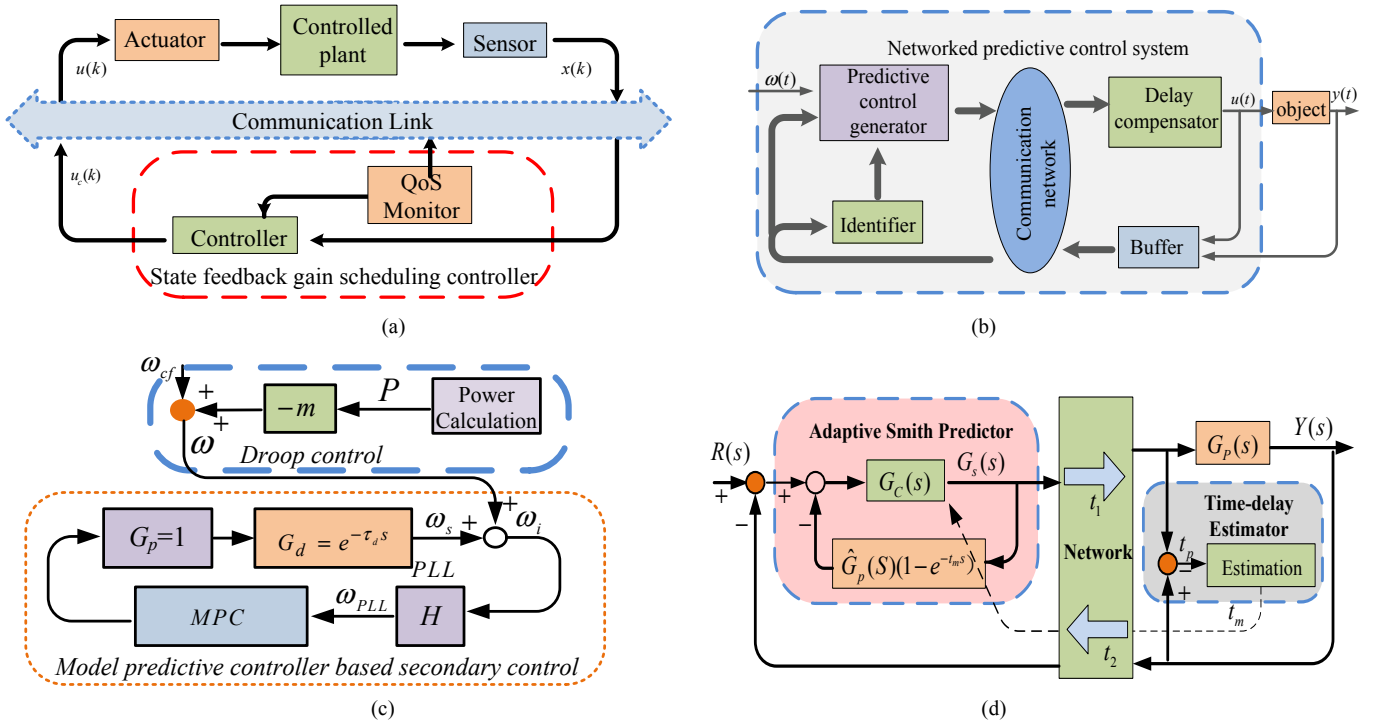 Actuator
Controlled
plant
Sensor
u(k)
x(k)
Communication Link
u_c(k)
QoS
Monitor
Controller
State feedback gain scheduling controller
(a)
Networked predictive control system
ω(t)
Predictive
control
generator
Communication
network
Delay
compensator
u(t)
object
y(t)
Identifier
Buffer
(b)
ω_cf
+
+
-m
P
Power
Calculation
ω
Droop control
+
G_p=1
G_d = e^{-τ_d s}
ω_s
+
ω_i
PLL
MPC
ω_PLL
H
Model predictive controller based secondary control
(c)
Adaptive Smith Predictor
R(s)
+
−
+
−
G_C(s)
G_s(s)
Ĝ_p(S)(1-e^{-t_m s})
Network
t_1
t_2
G_P(s)
Y(s)
Time-delay
Estimator
t_p
−
+
Estimation
t_m
(d)